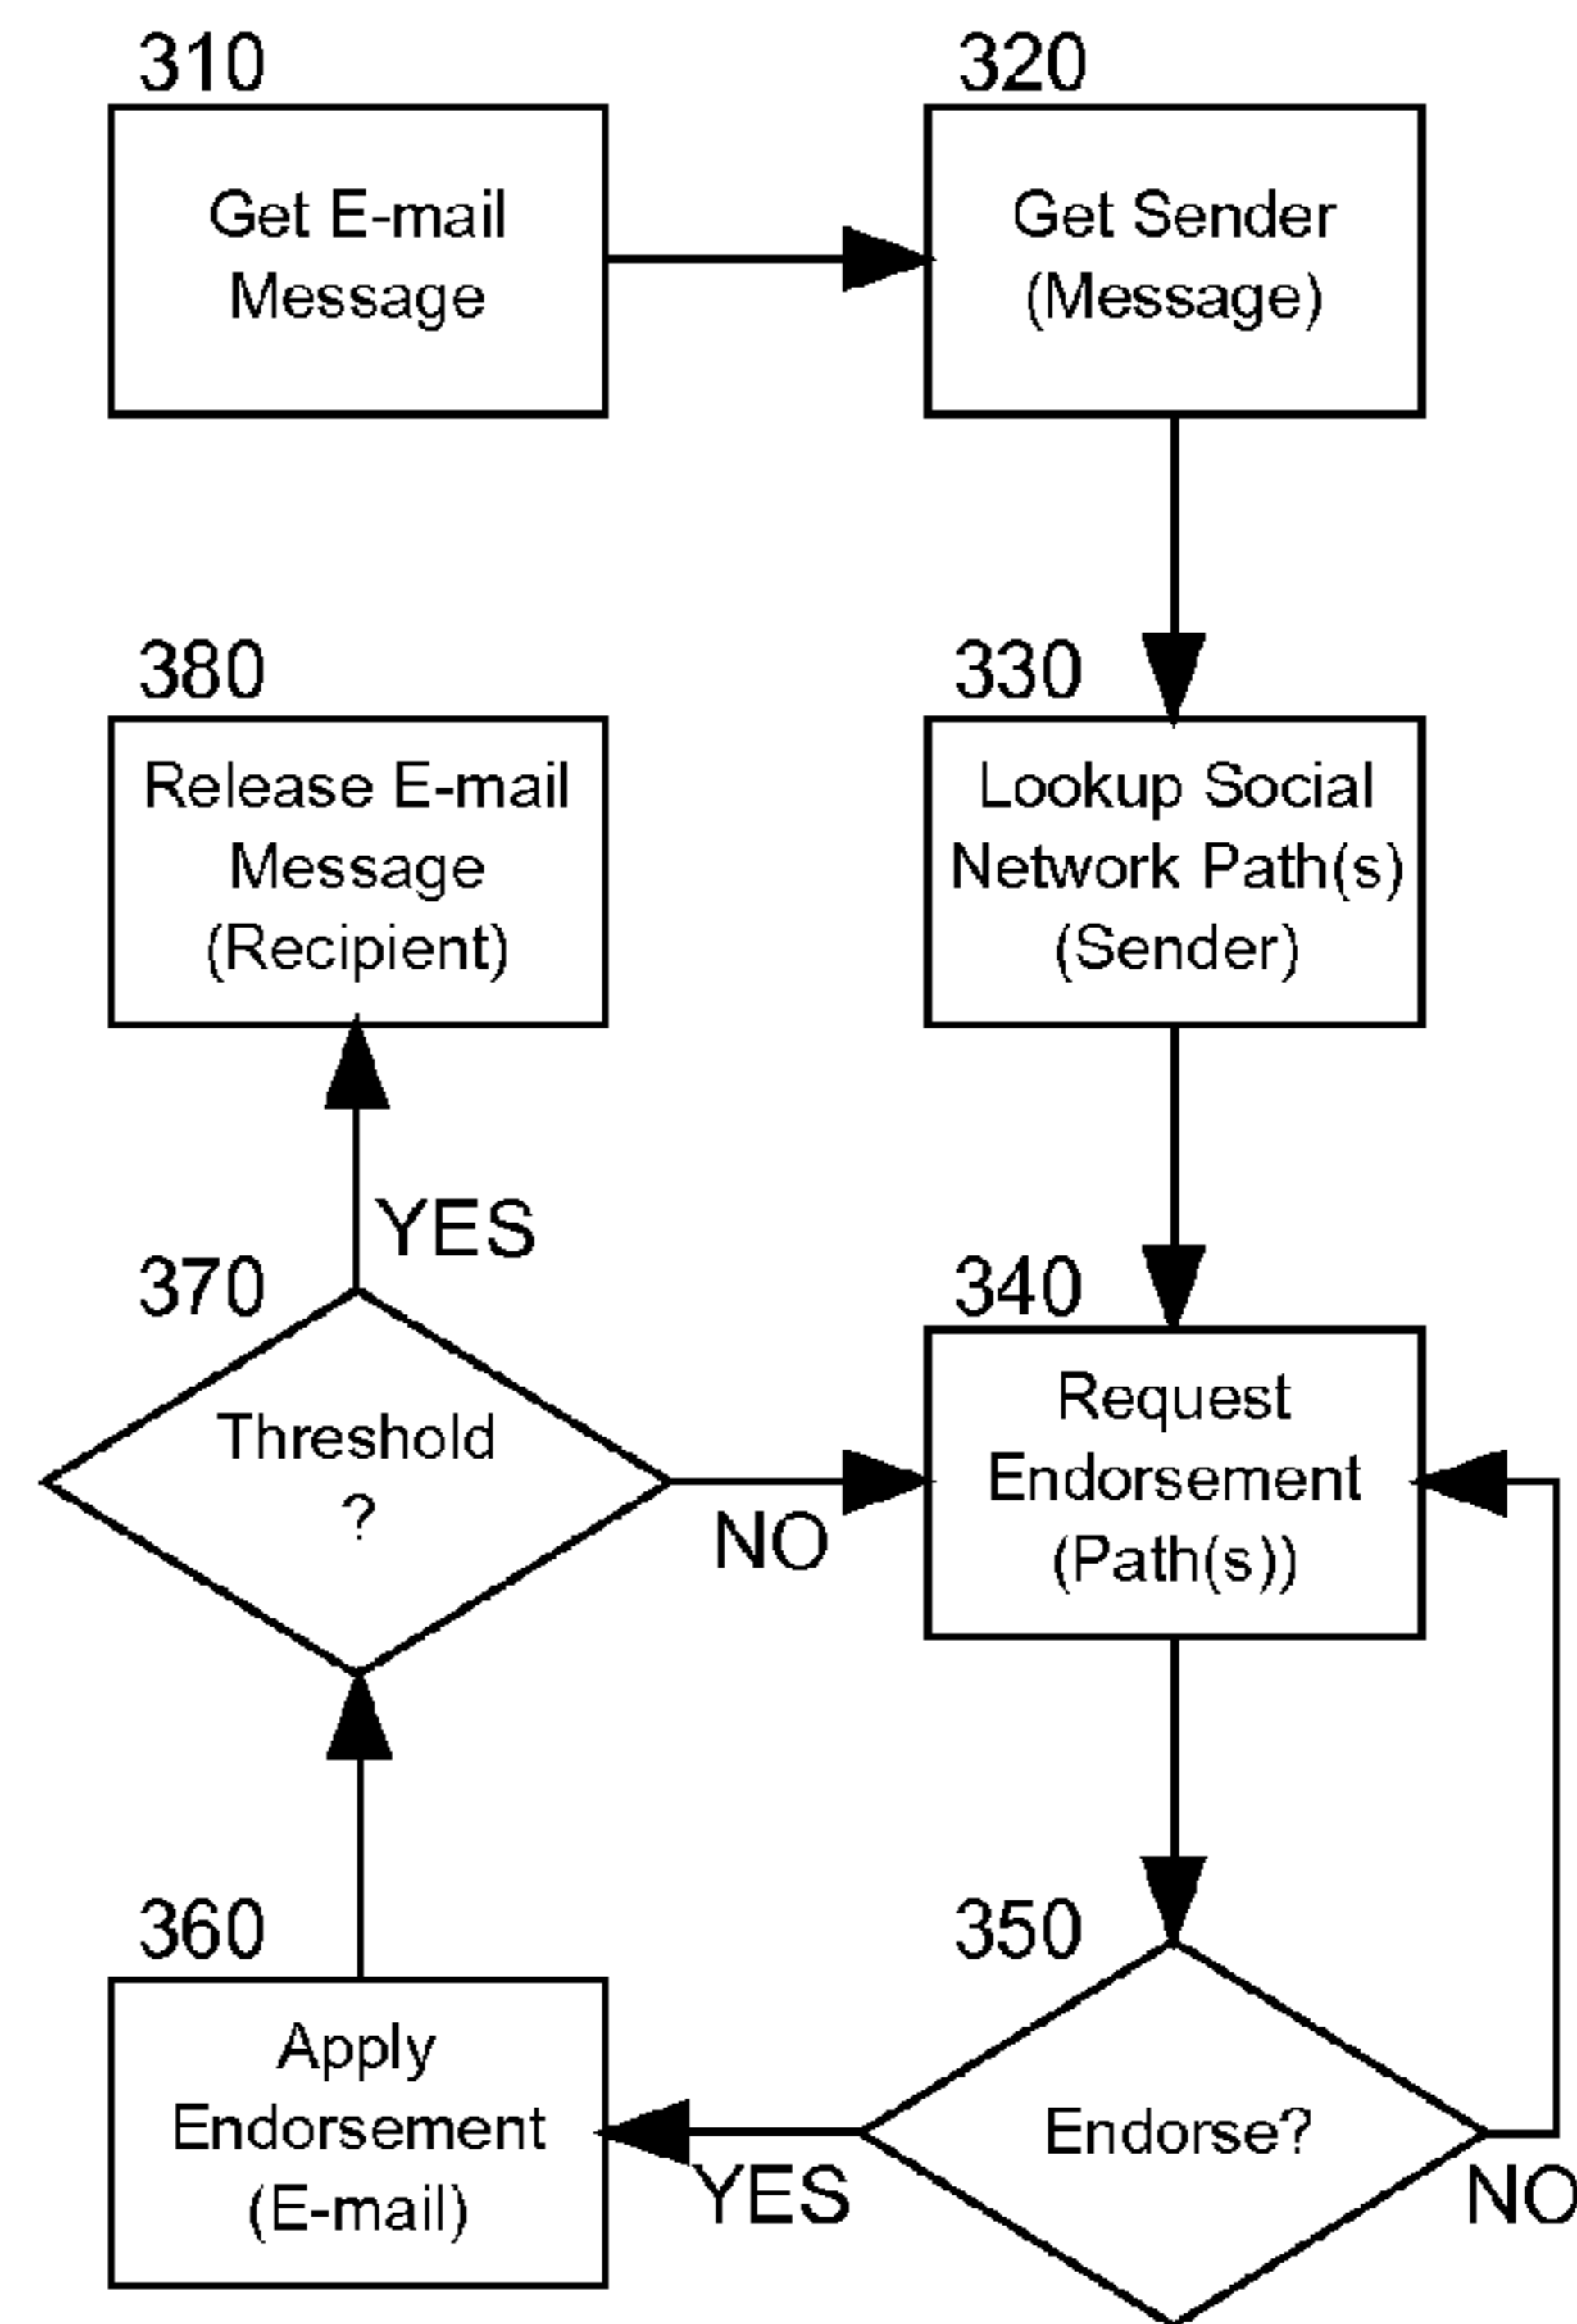 310
Get E-mail
Message
320
Get Sender
(Message)
380
Release E-mail
Message
(Recipient)
330
Lookup Social
Network Path(s)
(Sender)
YES
370
Threshold
?
NO
340
Request
Endorsement
(Path(s))
360
Apply
Endorsement
(E-mail)
YES
350
Endorse?
NO